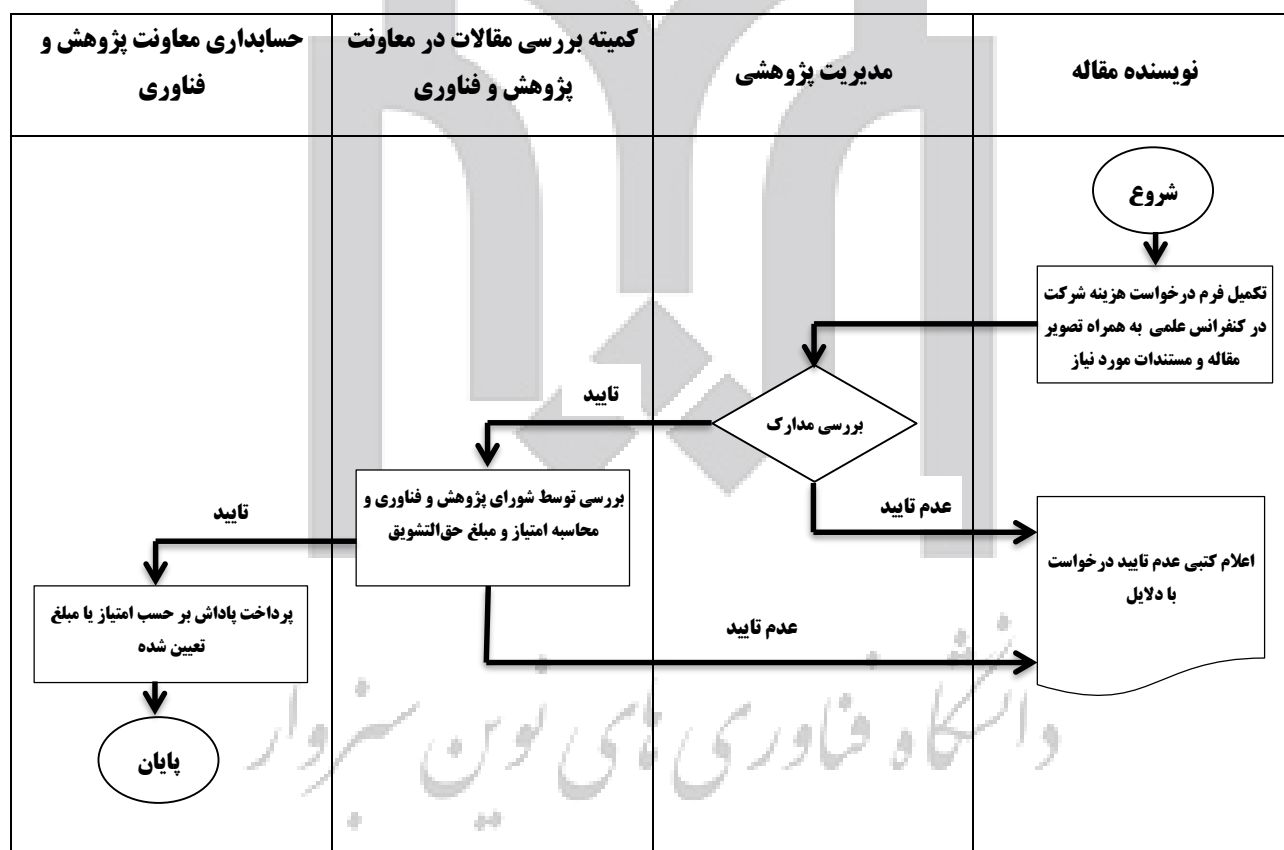 نویسنده مقاله
مدیریت پژوهشی
کمیته بررسی مقالات در معاونت
پژوهش و فناوری
حسابداری معاونت پژوهش و
فناوری
شروع
تکمیل فرم درخواست هزینه شرکت
در کنفرانس علمی به همراه تصویر
مقاله و مستندات مورد نیاز
بررسی مدارک
تایید
عدم تایید
بررسی توسط شورای پژوهش و فناوری و
محاسبه امتیاز و مبلغ حق‌التشویق
تایید
اعلام کتبی عدم تایید درخواست
با دلایل
عدم تایید
پرداخت پاداش بر حسب امتیاز یا مبلغ
تعیین شده
پایان
دانشگاه فناوری های نوین سبزوار